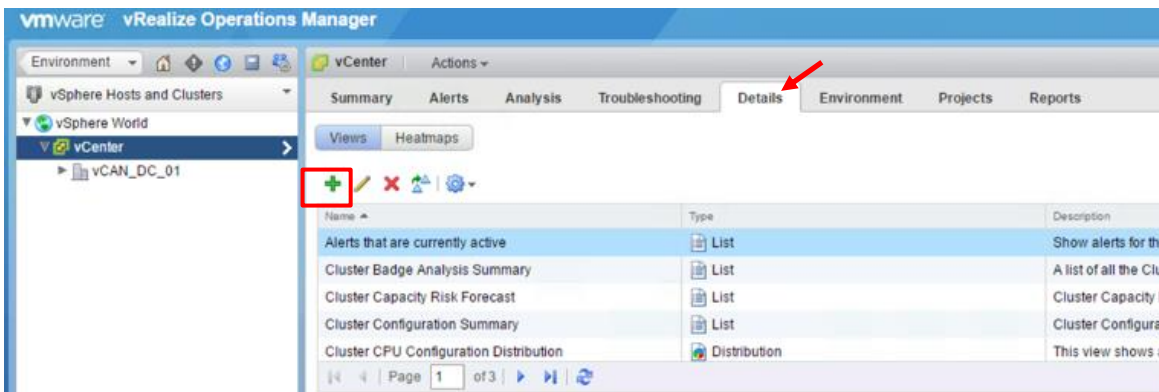 vmware vRealize Operations Manager
Environment
vCenter Actions
vSphere Hosts and Clusters
Summary Alerts Analysis Troubleshooting Details Environment Projects Reports
vSphere World
vCenter
vCAN_DC_01
Views Heatmaps
Name Type Description
Alerts that are currently active List Show alerts for th
Cluster Badge Analysis Summary List A list of all the Clu
Cluster Capacity Risk Forecast List Cluster Capacity
Cluster Configuration Summary List Cluster Configura
Cluster CPU Configuration Distribution Distribution This view shows
Page 1 of 3